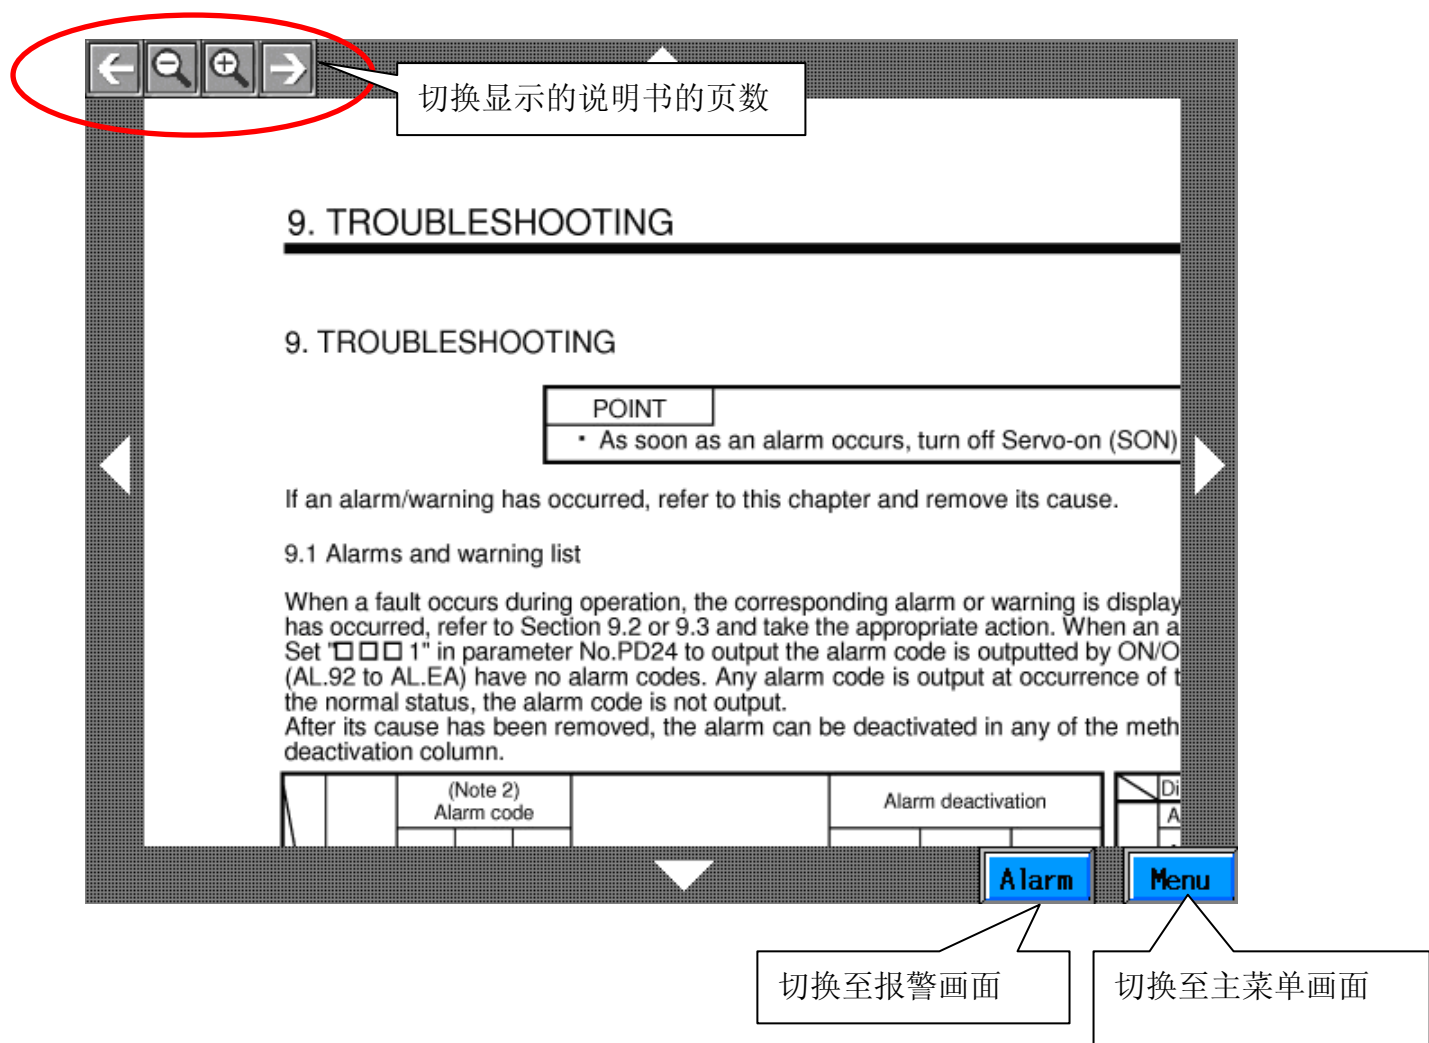 切换显示的说明书的页数
9. TROUBLESHOOTING
9. TROUBLESHOOTING
POINT
・ As soon as an alarm occurs, turn off Servo-on (SON)
If an alarm/warning has occurred, refer to this chapter and remove its cause.
9.1 Alarms and warning list
When a fault occurs during operation, the corresponding alarm or warning is display
has occurred, refer to Section 9.2 or 9.3 and take the appropriate action. When an a
Set "□□□1" in parameter No.PD24 to output the alarm code is outputted by ON/O
(AL.92 to AL.EA) have no alarm codes. Any alarm code is output at occurrence of t
the normal status, the alarm code is not output.
After its cause has been removed, the alarm can be deactivated in any of the meth
deactivation column.
(Note 2)
Alarm code
Alarm deactivation
Di
A
Alarm
Menu
切换至报警画面
切换至主菜单画面